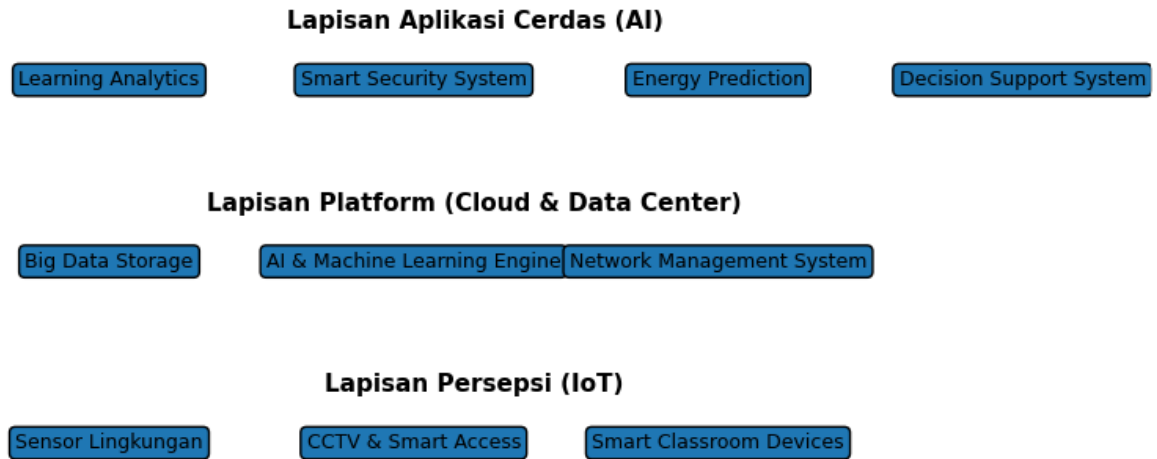 Lapisan Aplikasi Cerdas (AI)
Learning Analytics
Smart Security System
Energy Prediction
Decision Support System
Lapisan Platform (Cloud & Data Center)
Big Data Storage
AI & Machine Learning Engine
Network Management System
Lapisan Persepsi (IoT)
Sensor Lingkungan
CCTV & Smart Access
Smart Classroom Devices